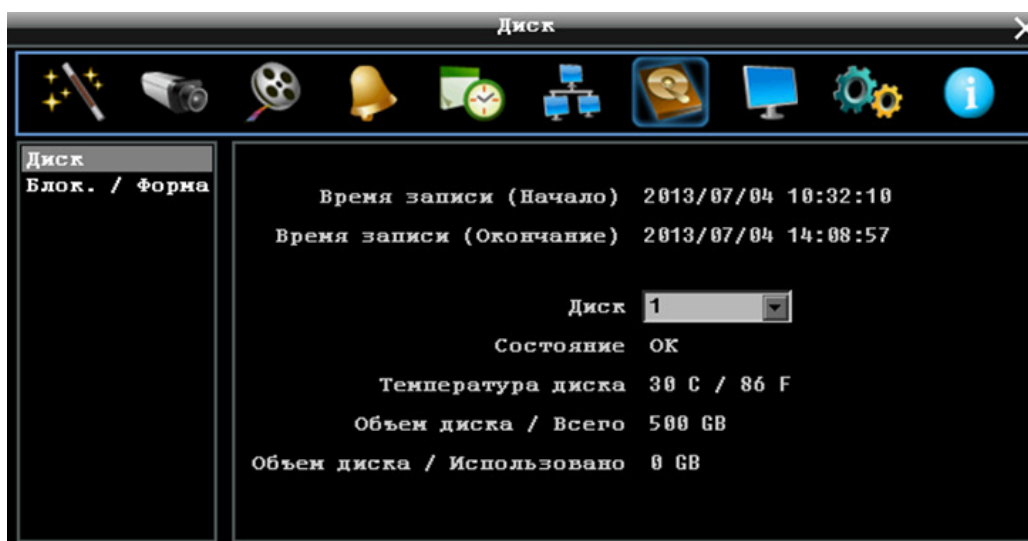 Диск
Диск
Блок. / Форма
Время записи (Начало) 2013/07/04 10:32:10
Время записи (Окончание) 2013/07/04 14:08:57
Диск 1
Состояние OK
Температура диска 30 C / 86 F
Объем диска / Всего 500 GB
Объем диска / Использовано 0 GB